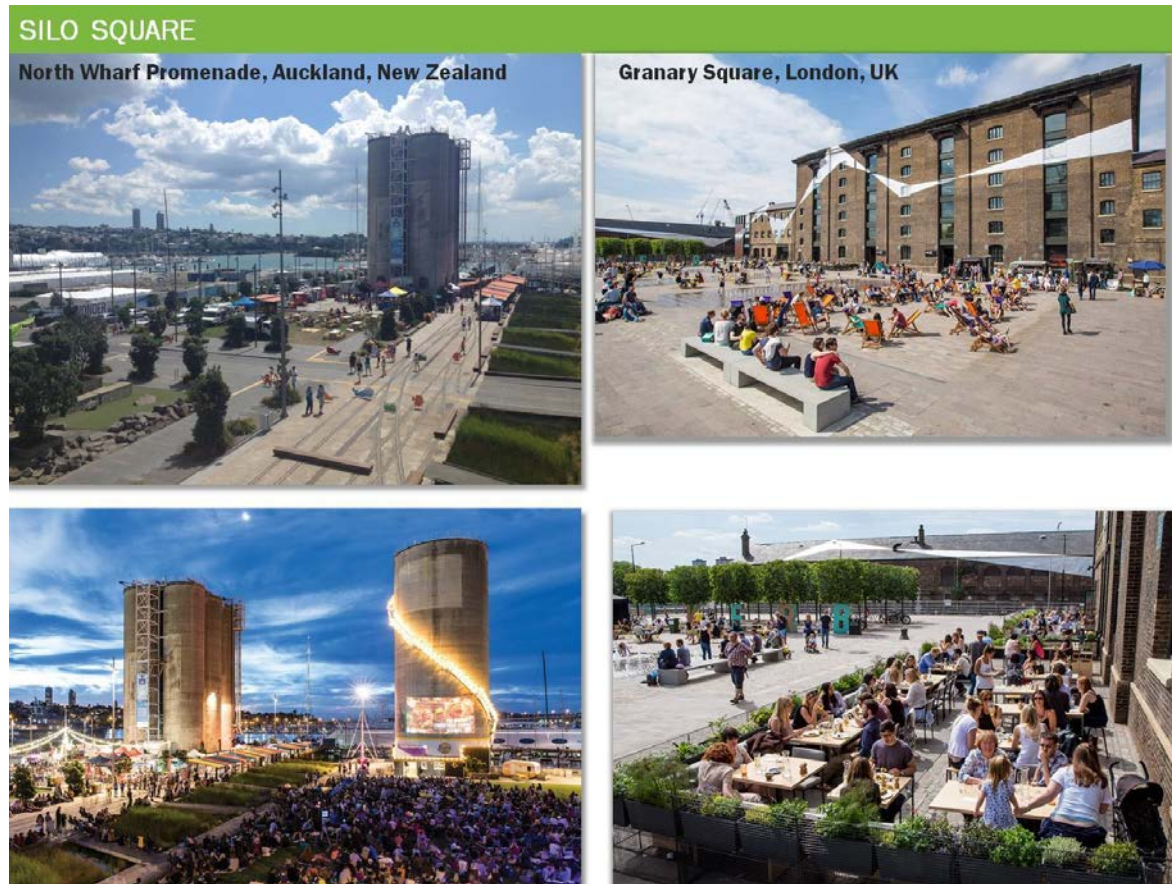 SILO SQUARE
North Wharf Promenade, Auckland, New Zealand
Granary Square, London, UK